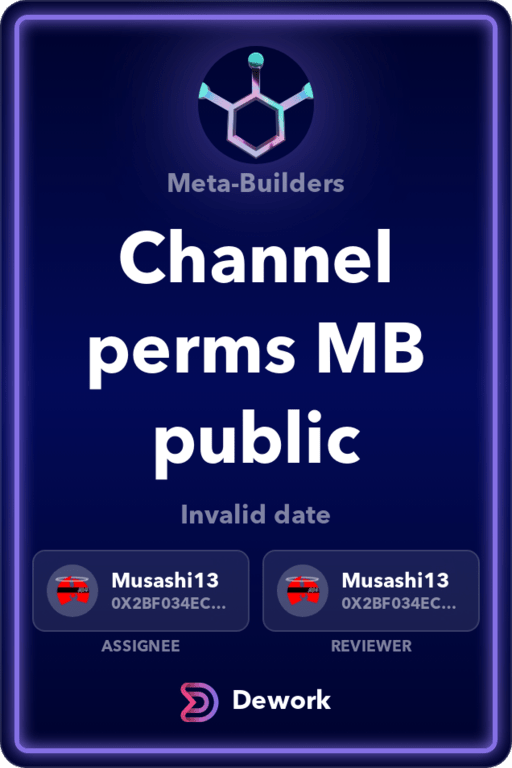 Meta-Builders
Channel
perms MB
public
Invalid date
Musashi13
0X2BF034EC...
ASSIGNEE
Musashi13
0X2BF034EC...
REVIEWER
Dework